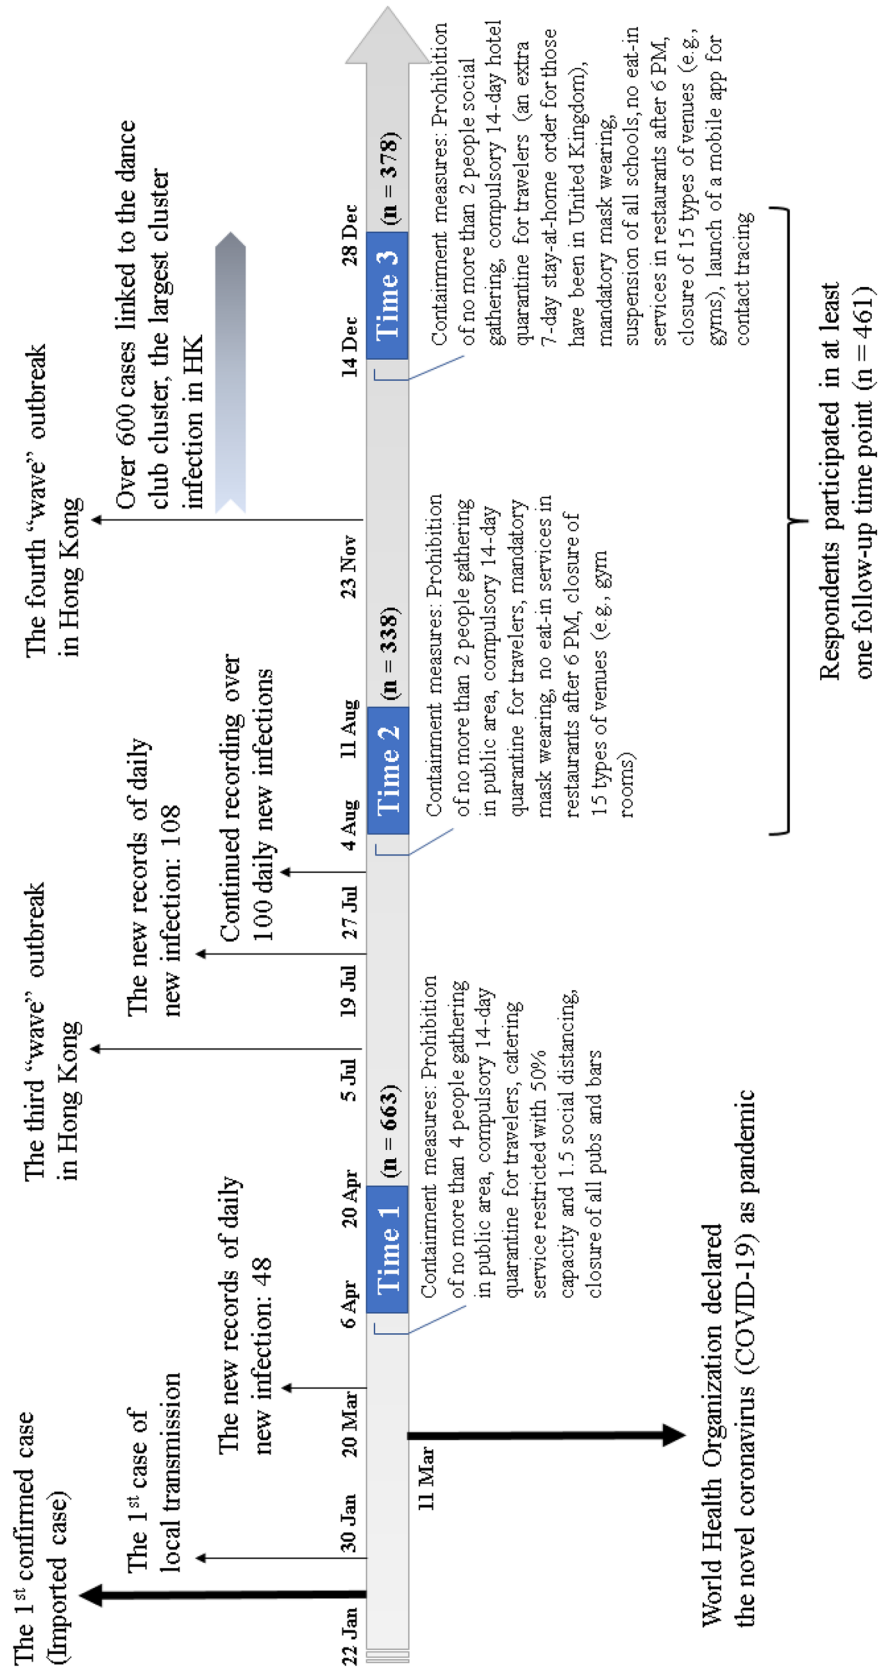 The 1st confirmed case
(Imported case)
The 1st case of
local transmission
The new records of daily
new infection: 48
The third “wave” outbreak
in Hong Kong
The new records of daily
new infection: 108
Continued recording over
100 daily new infections
The fourth “wave” outbreak
in Hong Kong
Over 600 cases linked to the dance
club cluster, the largest cluster
infection in HK
22 Jan
30 Jan
20 Mar
6 Apr
20 Apr
5 Jul
19 Jul
27 Jul
4 Aug
11 Aug
23 Nov
14 Dec
28 Dec
Time 1
(n = 663)
Time 2
(n = 338)
Time 3
(n = 378)
11 Mar
Containment measures: Prohibition
of no more than 4 people gathering
in public area, compulsory 14-day
quarantine for travelers, catering
service restricted with 50%
capacity and 1.5 social distancing,
closure of all pubs and bars
Containment measures: Prohibition
of no more than 2 people gathering
in public area, compulsory 14-day
quarantine for travelers, mandatory
mask wearing, no eat-in services in
restaurants after 6 PM, closure of
15 types of venues (e.g., gym
rooms)
Containment measures: Prohibition
of no more than 2 people social
gathering, compulsory 14-day hotel
quarantine for travelers (an extra
7-day stay-at-home order for those
have been in United Kingdom),
mandatory mask wearing,
suspension of all schools, no eat-in
services in restaurants after 6 PM,
closure of 15 types of venues (e.g.,
gyms), launch of a mobile app for
contact tracing
World Health Organization declared
the novel coronavirus (COVID-19) as pandemic
Respondents participated in at least
one follow-up time point (n = 461)